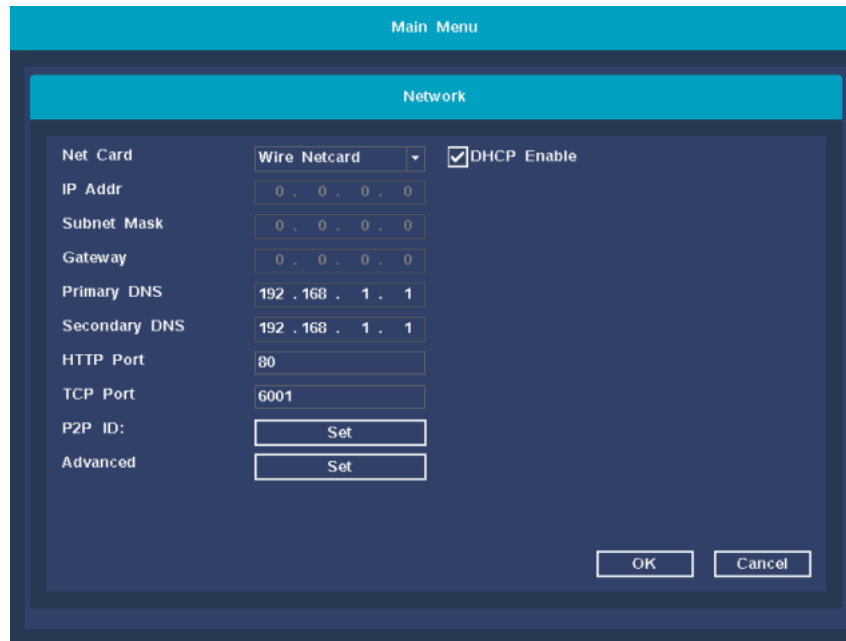 Main Menu
Network
Net Card Wire Netcard DHCP Enable
IP Addr 0 . 0 . 0 . 0
Subnet Mask 0 . 0 . 0 . 0
Gateway 0 . 0 . 0 . 0
Primary DNS 192 . 168 . 1 . 1
Secondary DNS 192 . 168 . 1 . 1
HTTP Port 80
TCP Port 6001
P2P ID: Set
Advanced Set
OK Cancel